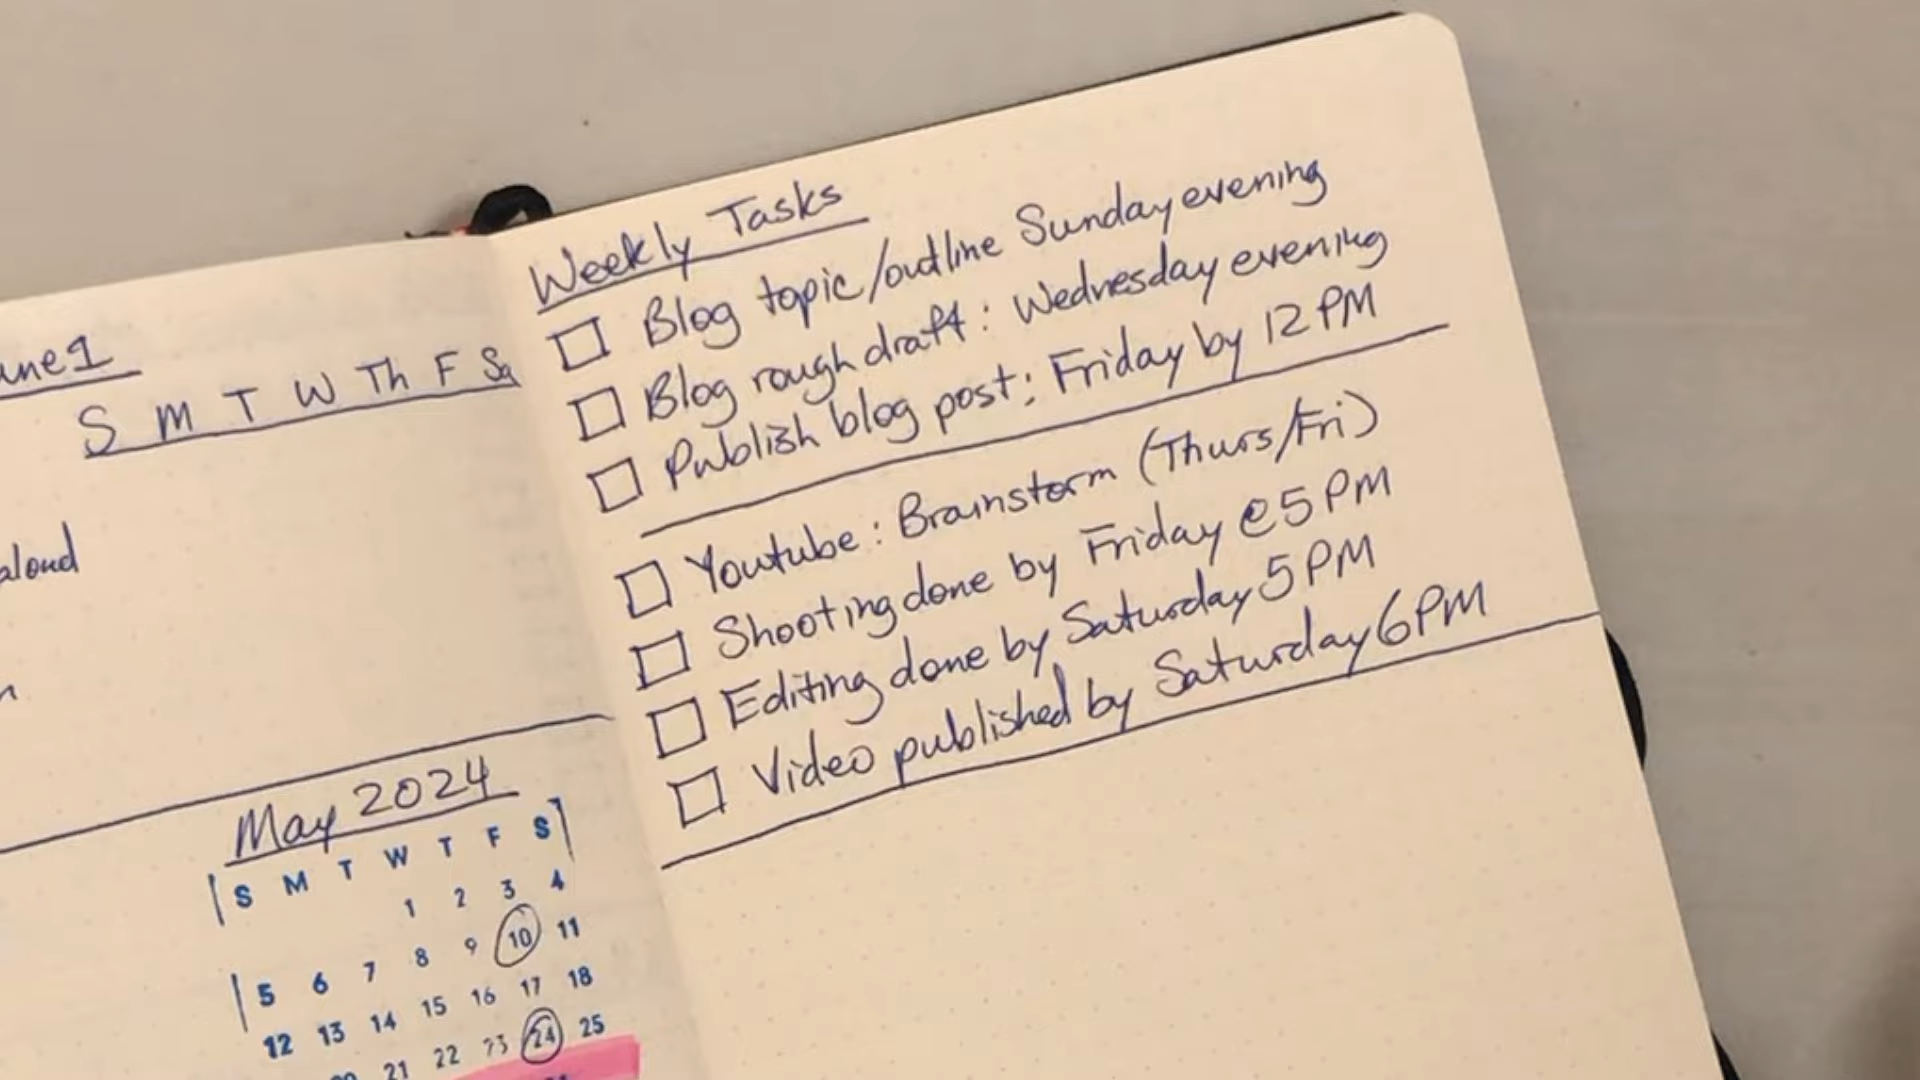 S M T W Th F Sa
aloud
May 2024
S M T W T F S
1 2 3 4
5 6 7 8 9 10 11
12 13 14 15 16 17 18
21 22 23 24 25
Weekly Tasks
Blog topic/outline Sunday evening
Blog rough draft: Wednesday evening
Publish blog post: Friday by 12 PM
Youtube: Brainstorm (Thurs/Fri)
Shooting done by Friday @ 5 PM
Editing done by Saturday 5 PM
Video published by Saturday 6 PM